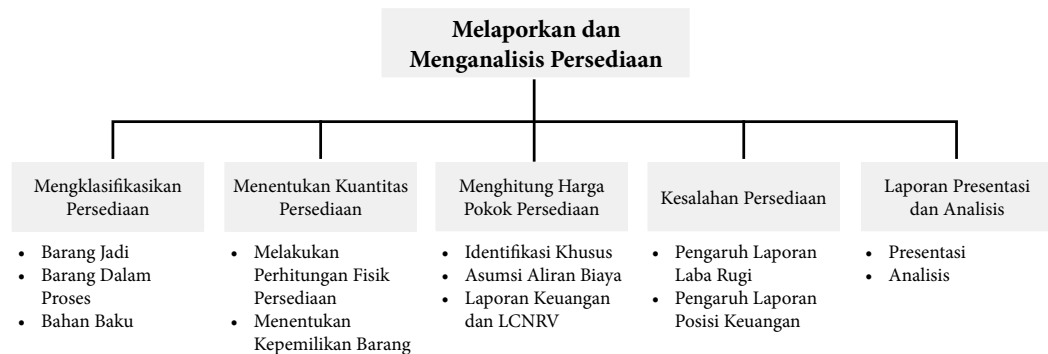 Melaporkan dan
Menganalisis Persediaan
Mengklasifikasikan
Persediaan
• Barang Jadi
• Barang Dalam
Proses
• Bahan Baku
Menentukan Kuantitas
Persediaan
• Melakukan
Perhitungan Fisik
Persediaan
• Menentukan
Kepemilikan Barang
Menghitung Harga
Pokok Persediaan
• Identifikasi Khusus
• Asumsi Aliran Biaya
• Laporan Keuangan
dan LCNRV
Kesalahan Persediaan
• Pengaruh Laporan
Laba Rugi
• Pengaruh Laporan
Posisi Keuangan
Laporan Presentasi
dan Analisis
• Presentasi
• Analisis